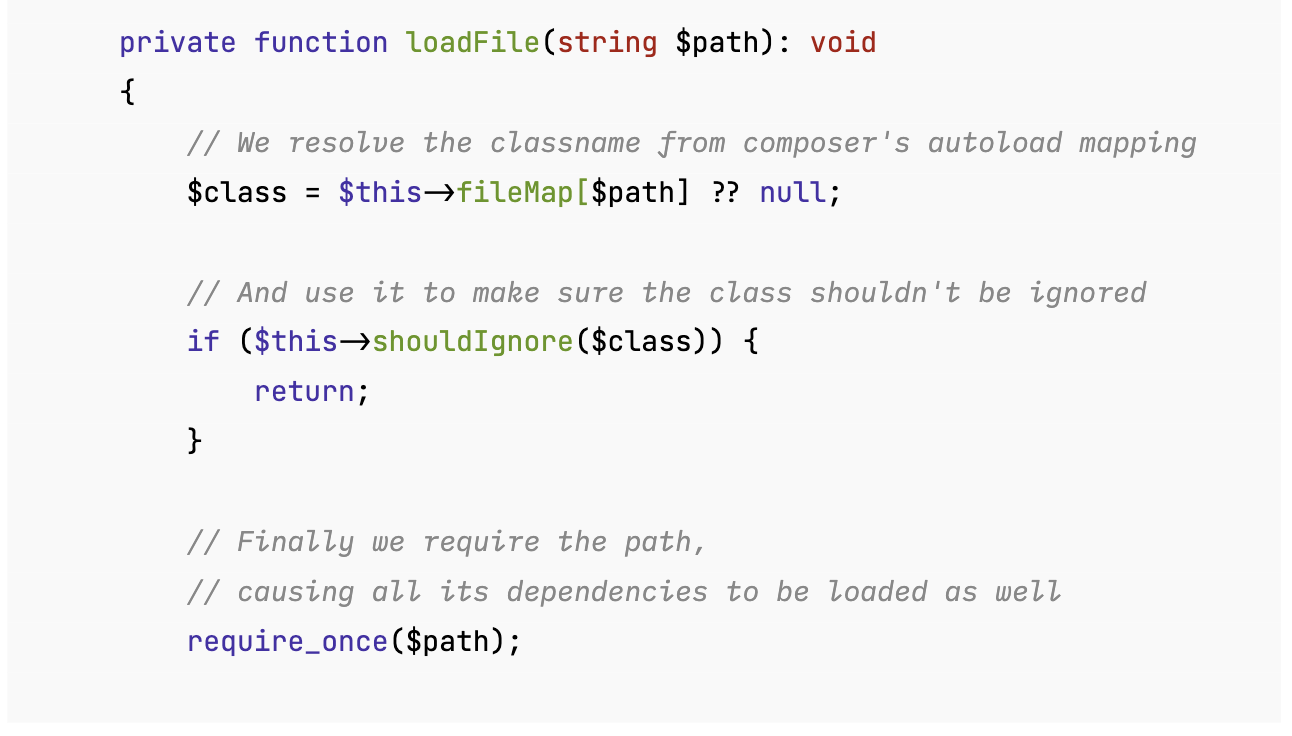 private function loadFile(string $path): void
{
    // We resolve the classname from composer's autoload mapping
    $class = $this->fileMap[$path] ?? null;

    // And use it to make sure the class shouldn't be ignored
    if ($this->shouldIgnore($class)) {
        return;
    }

    // Finally we require the path,
    // causing all its dependencies to be loaded as well
    require_once($path);